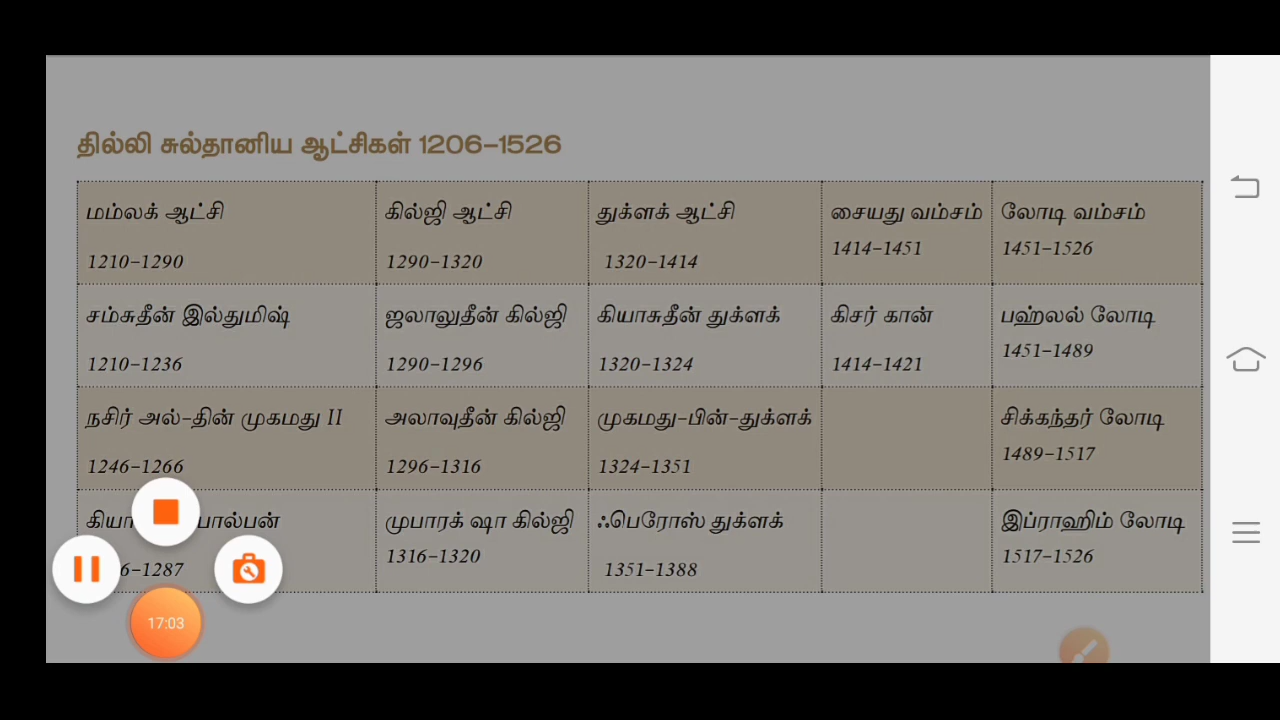 தில்லி சுல்தானிய ஆட்சிகள் 1206–1526
மம்லக் ஆட்சி
1210–1290
கில்ஜி ஆட்சி
1290–1320
துக்ளக் ஆட்சி
1320–1414
சையது வம்சம்
1414–1451
லோடி வம்சம்
1451–1526
சம்சுதீன் இல்துமிஷ்
1210–1236
ஜலாலுதீன் கில்ஜி
1290–1296
கியாசுதீன் துக்ளக்
1320–1324
கிசர் கான்
1414–1421
பஹ்லல் லோடி
1451–1489
நசிர் அல்-தின் முகமது II
1246–1266
அலாவுதீன் கில்ஜி
1296–1316
முகமது-பின்-துக்ளக்
1324–1351
சிக்கந்தர் லோடி
1489–1517
பால்பன்
6–1287
முபாரக் ஷா கில்ஜி
1316–1320
ஃபெரோஸ் துக்ளக்
1351–1388
இப்ராஹிம் லோடி
1517–1526
17:03